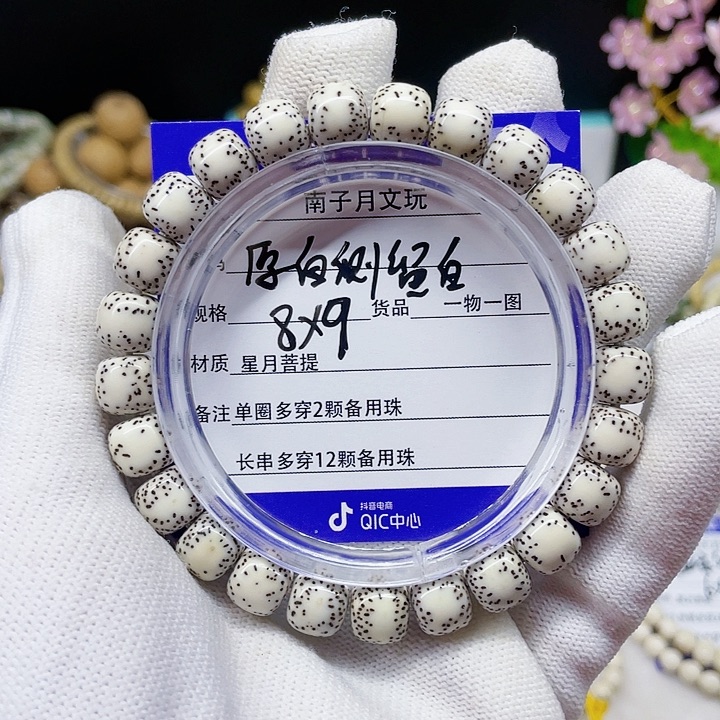 南子月文玩
原白侧留白
规格 8X9 货品 一物一图
材质 星月菩提
备注 单圈多穿2颗备用珠
长串多穿12颗备用珠
抖音电商
QIC中心